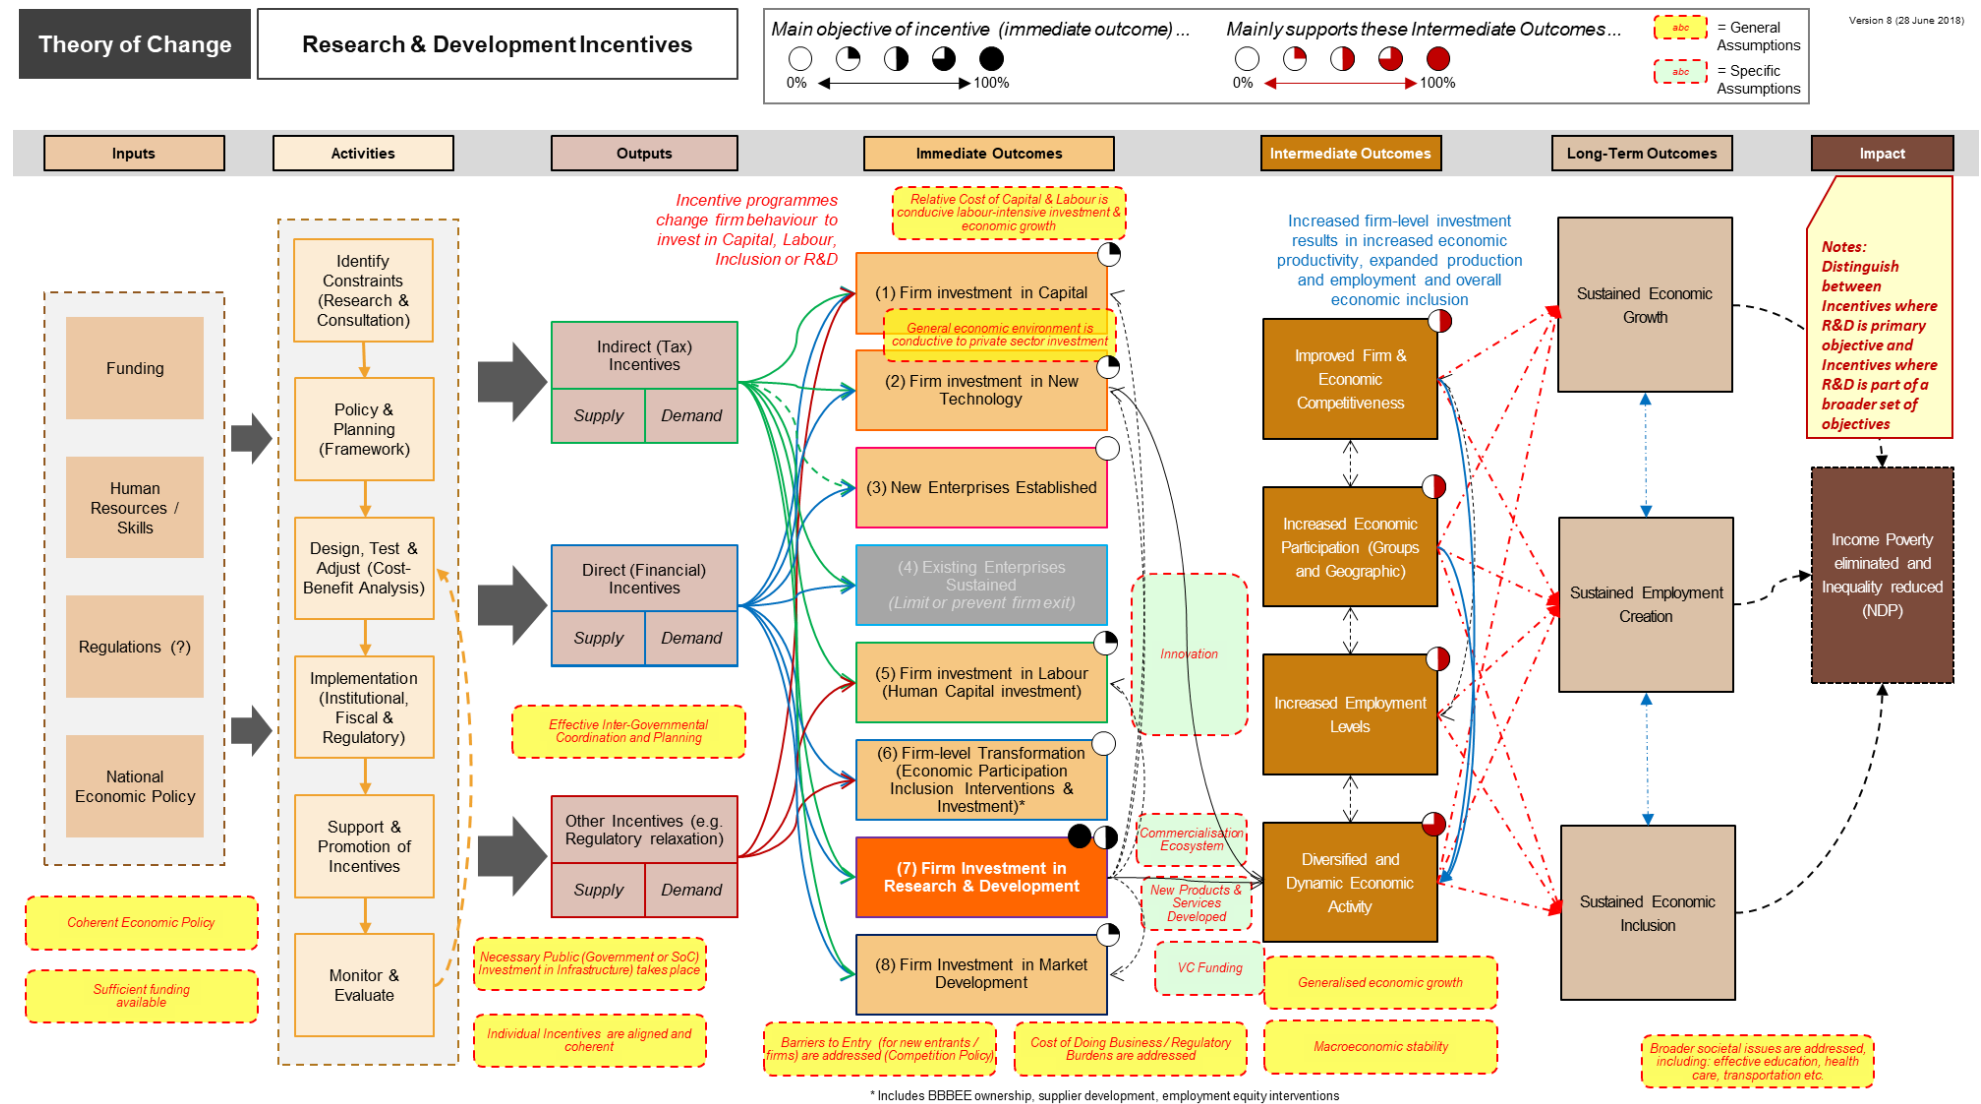 Theory of Change
Research & Development Incentives
Main objective of incentive (immediate outcome)...
0%
100%
Mainly supports these Intermediate Outcomes...
0%
100%
abc
= General
Assumptions
abc
= Specific
Assumptions
Version 8 (28 June 2018)
Inputs
Activities
Outputs
Immediate Outcomes
Intermediate Outcomes
Long-Term Outcomes
Impact
Funding
Human
Resources /
Skills
Regulations (?)
National
Economic Policy
Coherent Economic Policy
Sufficient funding
available
Identify
Constraints
(Research &
Consultation)
Policy &
Planning
(Framework)
Design, Test &
Adjust (Cost-
Benefit Analysis)
Implementation
(Institutional,
Fiscal &
Regulatory)
Support &
Promotion of
Incentives
Monitor &
Evaluate
Incentive programmes
change firm behaviour to
invest in Capital, Labour,
Inclusion or R&D
Indirect (Tax)
Incentives
Supply
Demand
Direct (Financial)
Incentives
Supply
Demand
Effective Inter-Governmental
Coordination and Planning
Other Incentives (e.g.
Regulatory relaxation)
Supply
Demand
Necessary Public (Government or SoC)
Investment in Infrastructure) takes place
Individual Incentives are aligned and
coherent
Relative Cost of Capital & Labour is
conducive labour-intensive investment &
economic growth
(1) Firm investment in Capital
General economic environment is
conductive to private sector investment
(2) Firm investment in New
Technology
(3) New Enterprises Established
(4) Existing Enterprises
Sustained
(Limit or prevent firm exit)
(5) Firm investment in Labour
(Human Capital investment)
(6) Firm-level Transformation
(Economic Participation
Inclusion Interventions &
Investment)*
(7) Firm Investment in
Research & Development
(8) Firm Investment in Market
Development
Barriers to Entry (for new entrants /
firms) are addressed (Competition Policy)
Cost of Doing Business / Regulatory
Burdens are addressed
* Includes BBBEE ownership, supplier development, employment equity interventions
Innovation
Commercialisation
Ecosystem
New Products &
Services
Developed
VC Funding
Increased firm-level investment
results in increased economic
productivity, expanded production
and employment and overall
economic inclusion
Improved Firm &
Economic
Competitiveness
Increased Economic
Participation (Groups
and Geographic)
Increased Employment
Levels
Diversified and
Dynamic Economic
Activity
Generalised economic growth
Macroeconomic stability
Sustained Economic
Growth
Sustained Employment
Creation
Sustained Economic
Inclusion
Broader societal issues are addressed,
including: effective education, health
care, transportation etc.
Notes:
Distinguish
between
Incentives where
R&D is primary
objective and
Incentives where
R&D is part of a
broader set of
objectives
Income Poverty
eliminated and
Inequality reduced
(NDP)